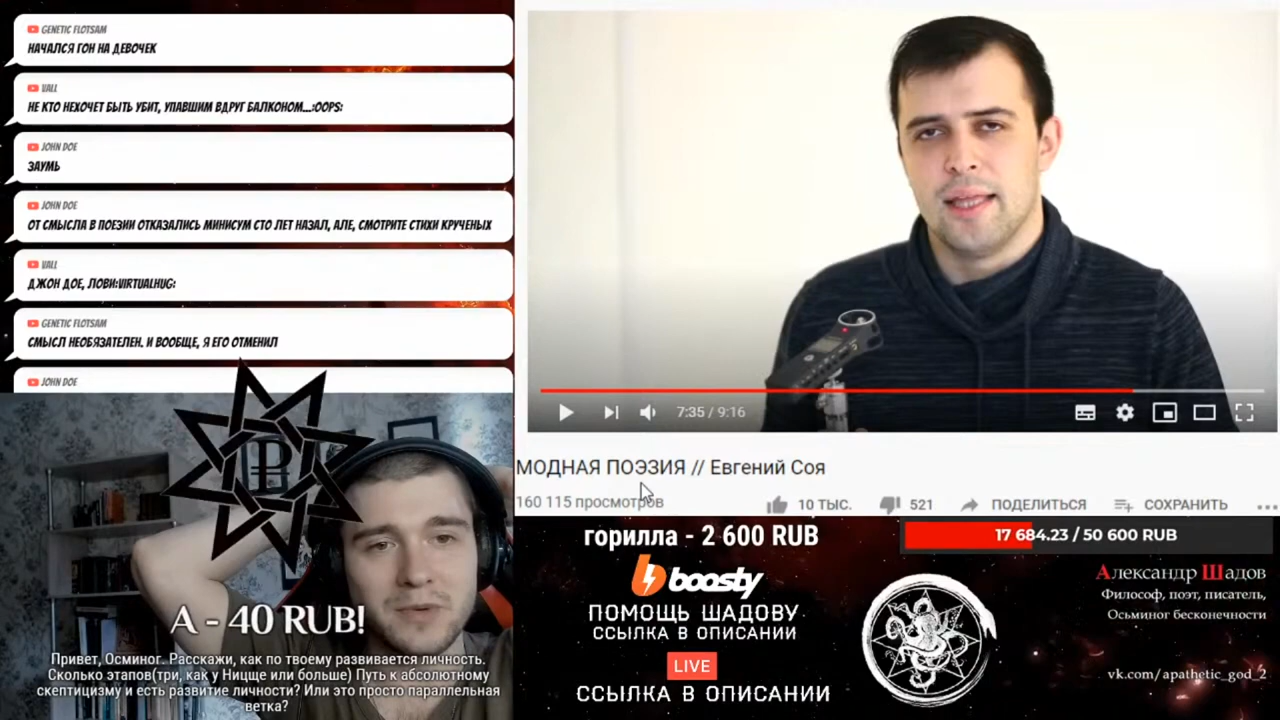 GENETIC FLOTSAM
НАЧАЛСЯ ГОН НА ДЕВОЧЕК
VALL
НЕ КТО НЕХОЧЕТ БЫТЬ УБИТ, УПАВШИМ ВДРУГ БАЛКОНОМ...:OOPS:
JOHN DOE
ЗАУМЬ
JOHN DOE
ОТ СМЫСЛА В ПОЕЗИИ ОТКАЗАЛИСЬ МИНИСУМ СТО ЛЕТ НАЗАЛ, АЛЕ, СМОТРИТЕ СТИХИ КРУЧЕНЫХ
VALL
ДЖОН ДОЕ, ЛОВИ:VIRTUALHUG:
GENETIC FLOTSAM
СМЫСЛ НЕОБЯЗАТЕЛЕН. И ВООБЩЕ, Я ЕГО ОТМЕНИЛ
JOHN DOE
A - 40 RUB!
Привет, Осминог. Расскажи, как по твоему развивается личность.
Сколько этапов(три, как у Ницще или больше) Путь к абсолютному
скептицизму и есть развитие личности? Или это просто параллельная
ветка?
7:35 / 9:16
МОДНАЯ ПОЭЗИЯ // Евгений Соя
160 115 просмотров
10 ТЫС.
521
ПОДЕЛИТЬСЯ
СОХРАНИТЬ
горилла - 2 600 RUB
boosty
ПОМОЩЬ ШАДОВУ
ССЫЛКА В ОПИСАНИИ
LIVE
ССЫЛКА В ОПИСАНИИ
17 684.23 / 50 600 RUB
Александр Шадов
Философ, поэт, писатель,
Осьминог бесконечности
vk.com/apathetic_god_2